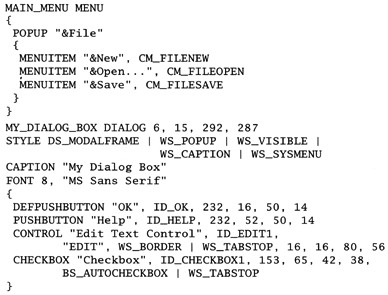 MAIN_MENU MENU
{
POPUP "&File"
{
MENUITEM "&New", CM_FILENEW
MENUITEM "&Open...", CM_FILEOPEN
MENUITEM "&Save", CM_FILESAVE
}
}
MY_DIALOG_BOX DIALOG 6, 15, 292, 287
STYLE DS_MODALFRAME | WS_POPUP | WS_VISIBLE |
WS_CAPTION | WS_SYSMENU
CAPTION "My Dialog Box"
FONT 8, "MS Sans Serif"
{
DEFPUSHBUTTON "OK", ID_OK, 232, 16, 50, 14
PUSHBUTTON "Help", ID_HELP, 232, 52, 50, 14
CONTROL "Edit Text Control", ID_EDIT1,
"EDIT", WS_BORDER | WS_TABSTOP, 16, 16, 80, 56
CHECKBOX "Checkbox", ID_CHECKBOX1, 153, 65, 42, 38,
BS_AUTOCHECKBOX | WS_TABSTOP
}